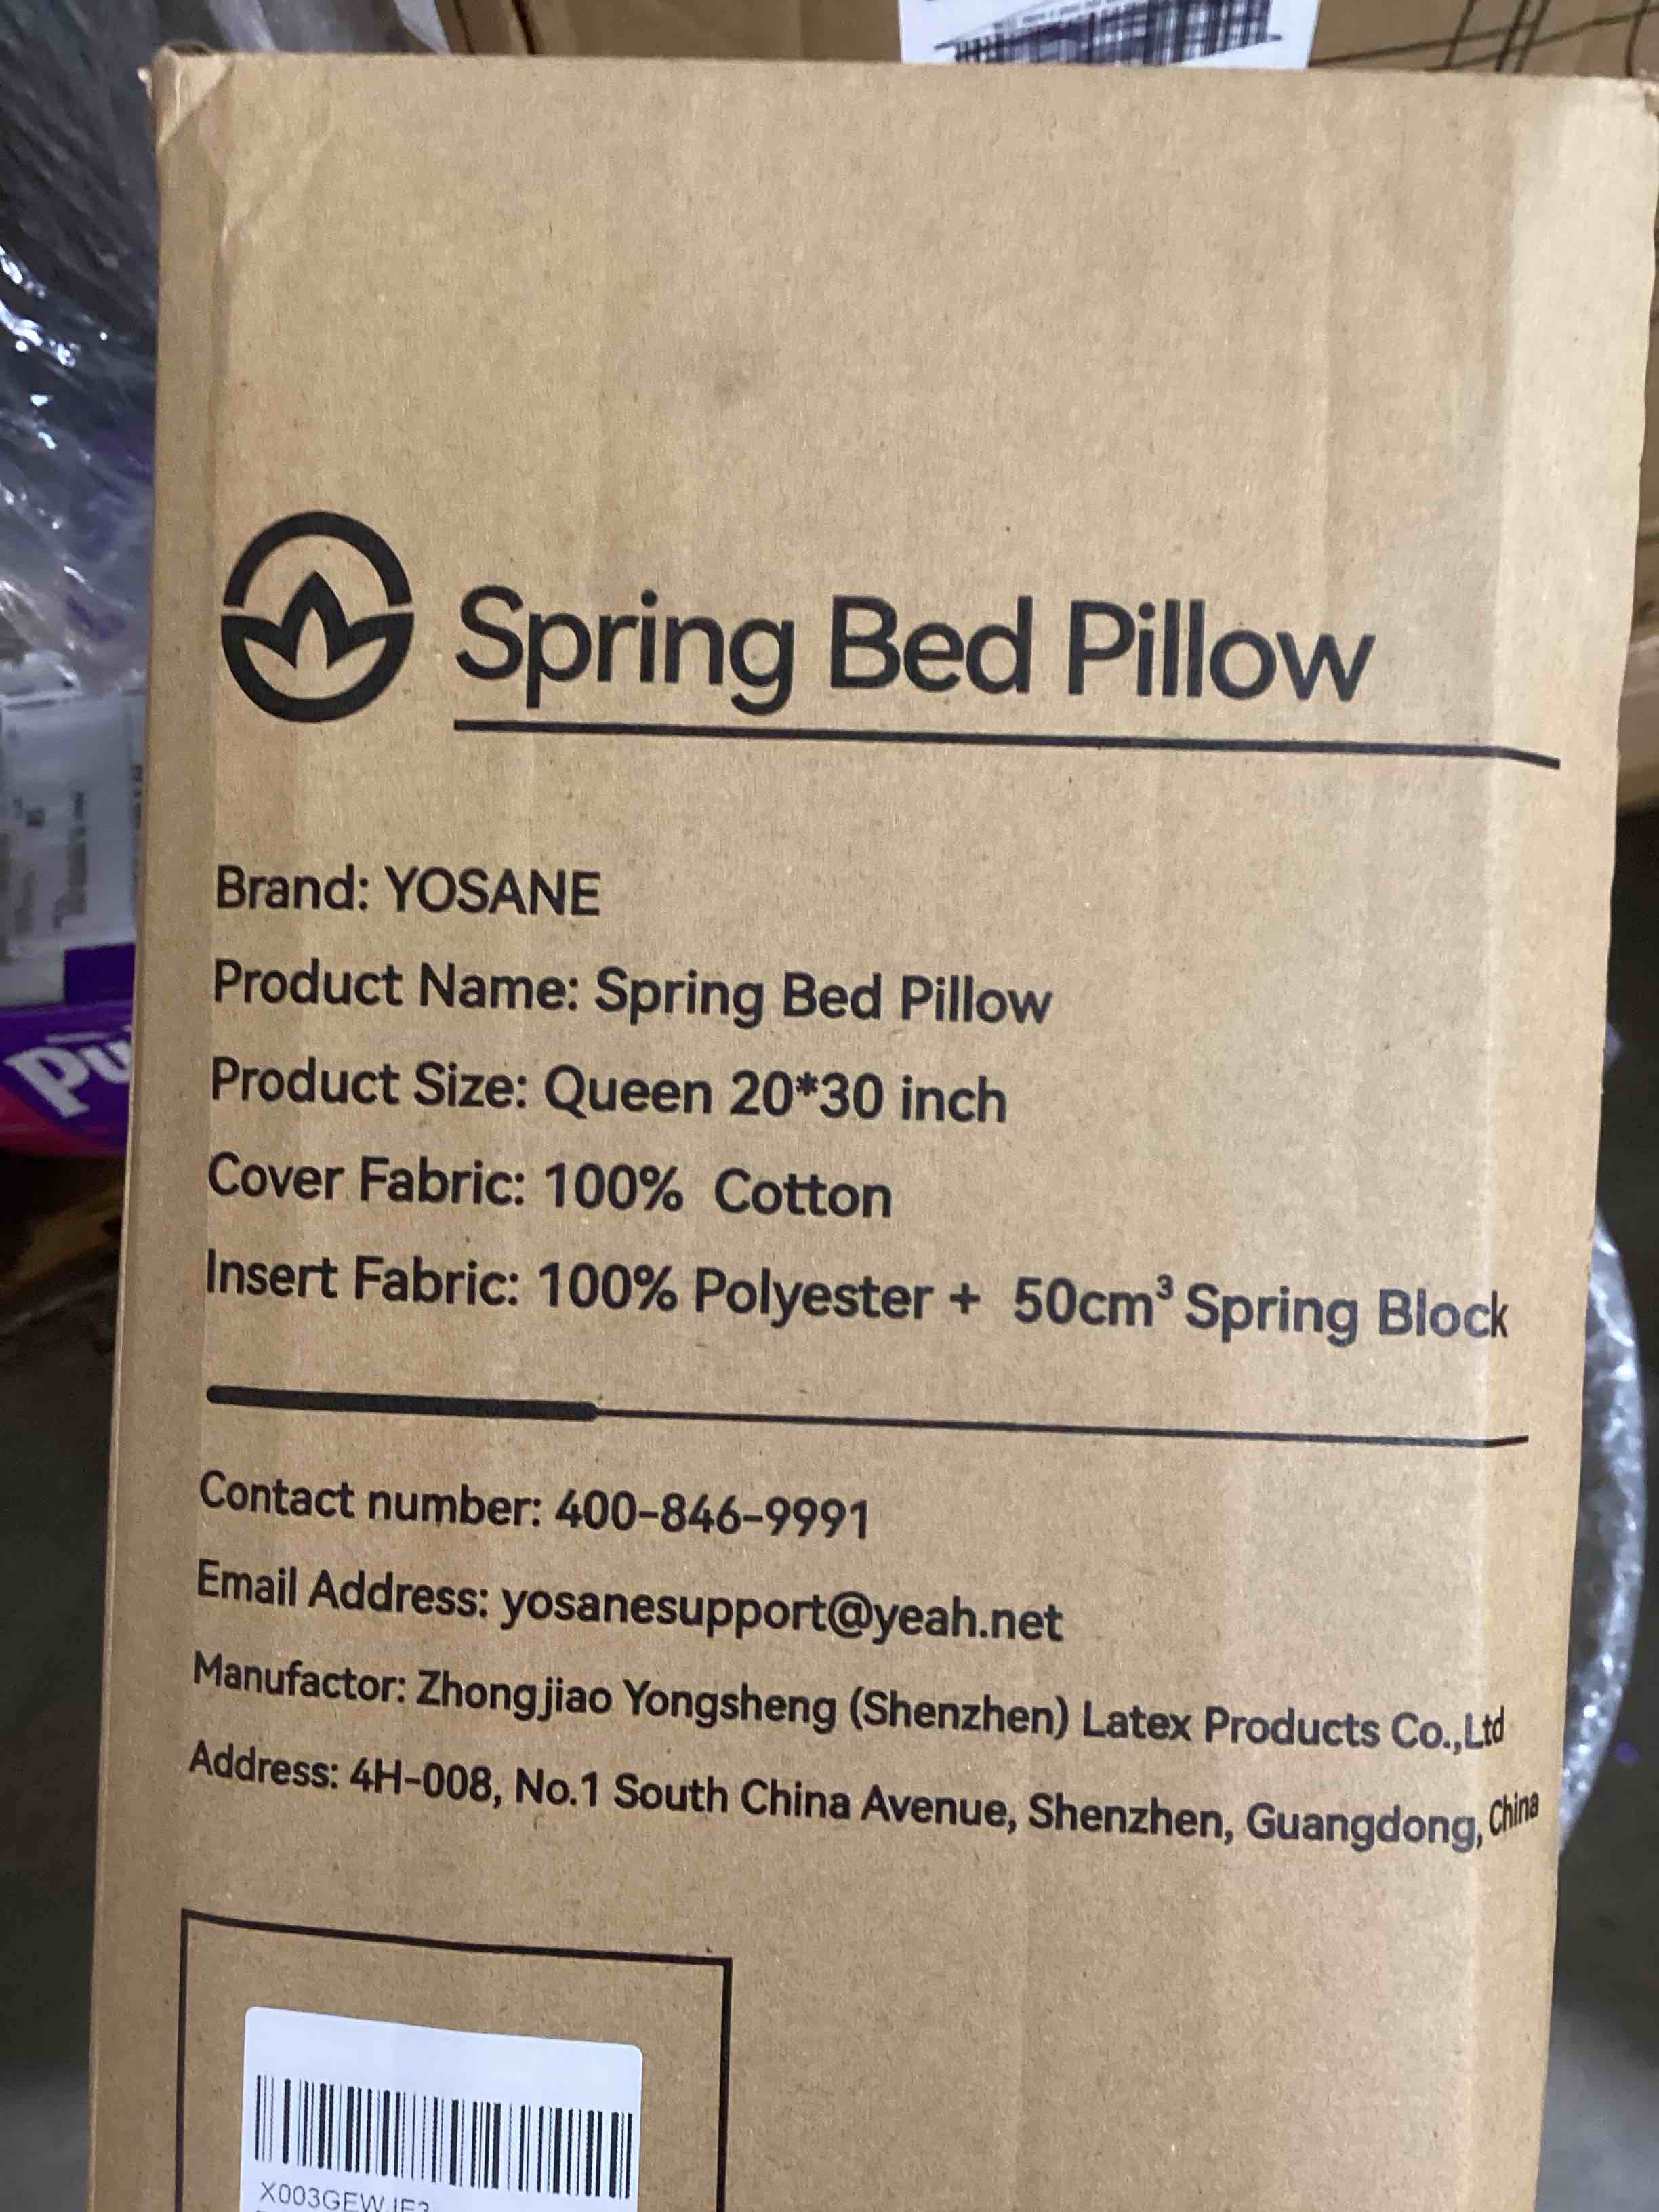 Spring Bed Pillow
Brand: YOSANE
Product Name: Spring Bed Pillow
Product Size: Queen 20*30 inch
Cover Fabric: 100% Cotton
Insert Fabric: 100% Polyester + 50cm³ Spring Block
Contact number: 400-846-9991
Email Address: yosanesupport@yeah.net
Manufactor: Zhongjiao Yongsheng (Shenzhen) Latex Products Co.,Ltd
Address: 4H-008, No.1 South China Avenue, Shenzhen, Guangdong, China